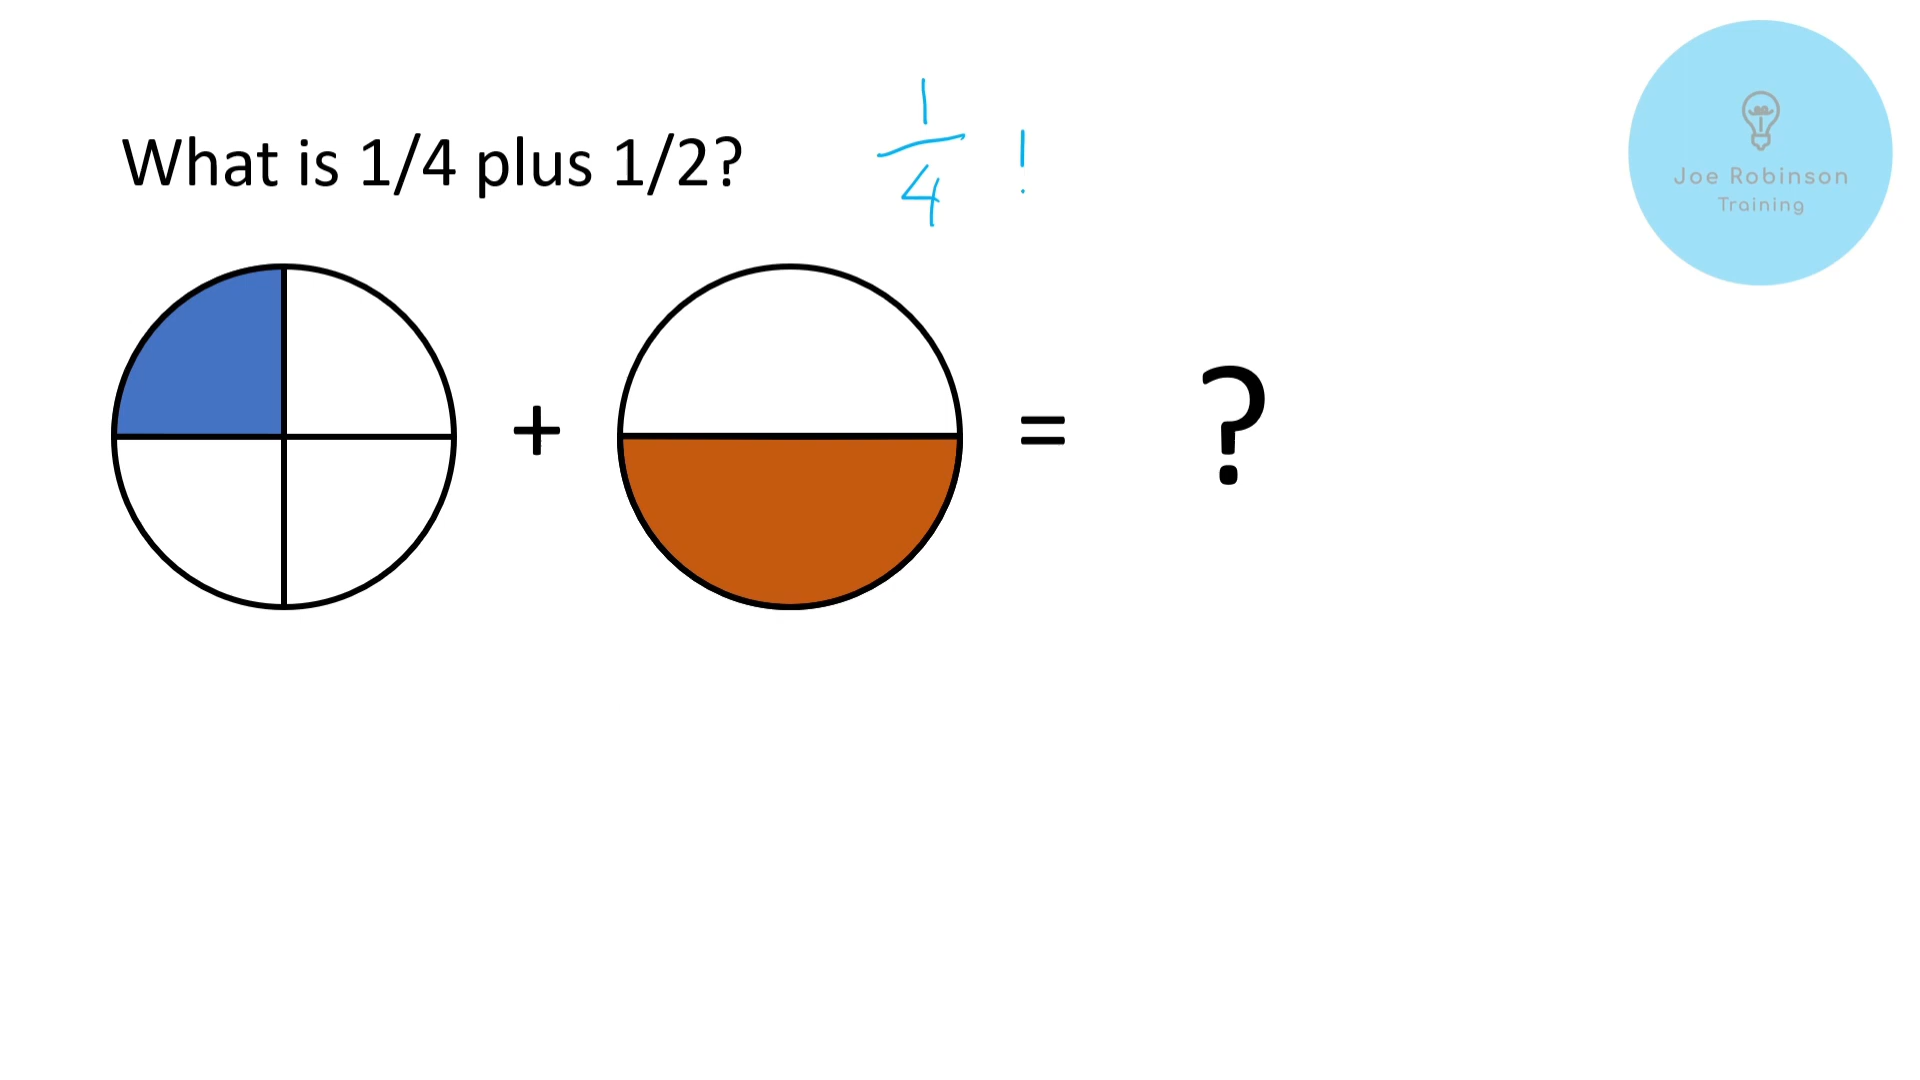 What is 1/4 plus 1/2?
1/4 !
Joe Robinson
Training
+ = ?